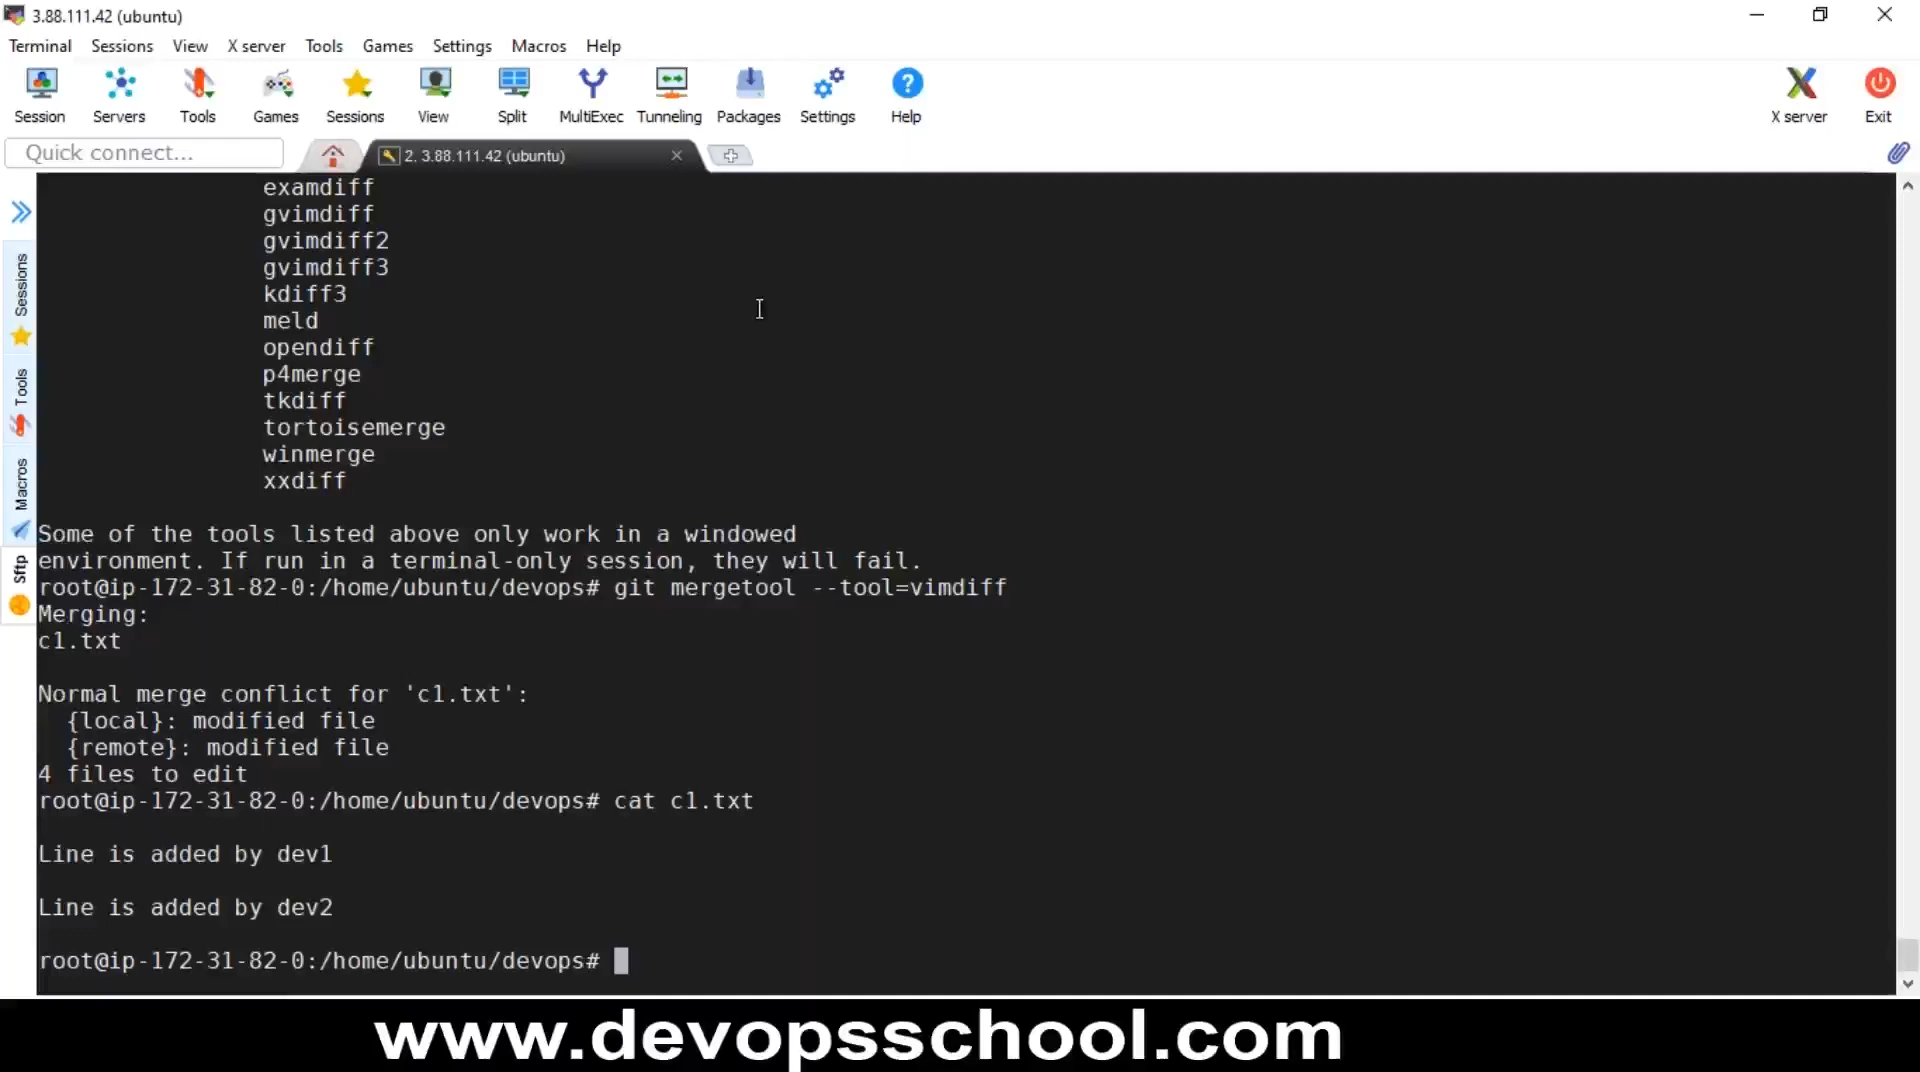 3.88.111.42 (ubuntu)
Terminal Sessions View X server Tools Games Settings Macros Help
Session Servers Tools Games Sessions View Split MultiExec Tunneling Packages Settings Help X server Exit
Quick connect... 2. 3.88.111.42 (ubuntu)
Sessions
Tools
Macros
Sftp
examdiff
gvimdiff
gvimdiff2
gvimdiff3
kdiff3
meld
opendiff
p4merge
tkdiff
tortoisemerge
winmerge
xxdiff
Some of the tools listed above only work in a windowed
environment. If run in a terminal-only session, they will fail.
root@ip-172-31-82-0:/home/ubuntu/devops# git mergetool --tool=vimdiff
Merging:
c1.txt
Normal merge conflict for 'c1.txt':
{local}: modified file
{remote}: modified file
4 files to edit
root@ip-172-31-82-0:/home/ubuntu/devops# cat c1.txt
Line is added by dev1
Line is added by dev2
root@ip-172-31-82-0:/home/ubuntu/devops#
www.devopsschool.com